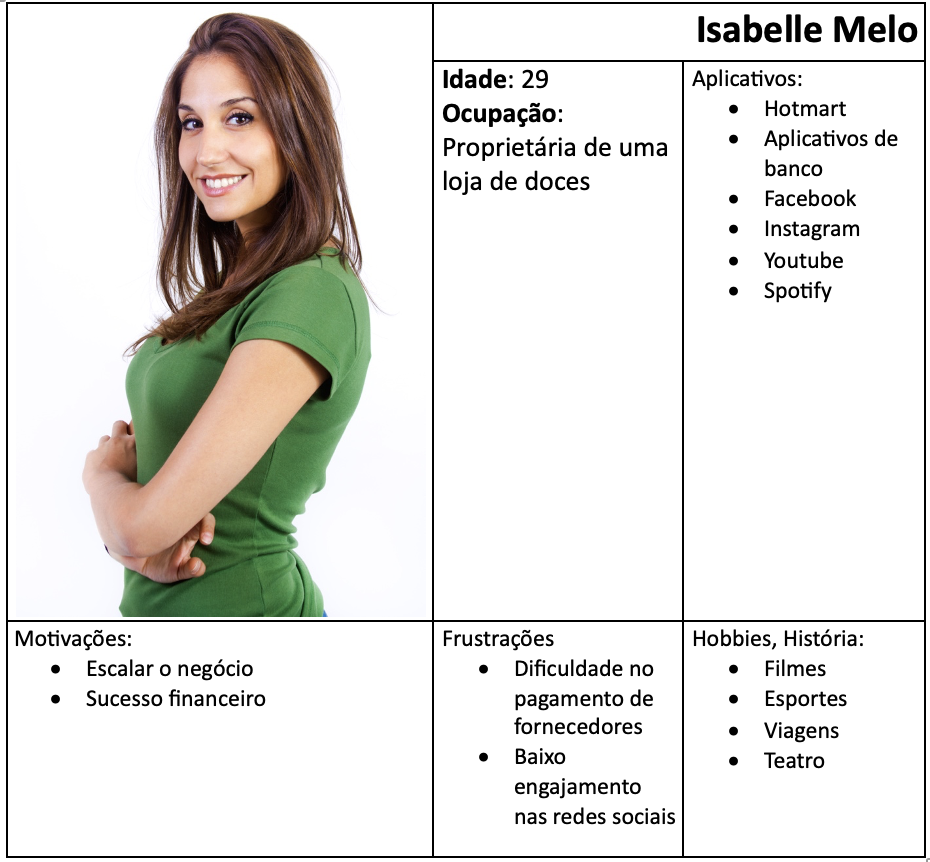 Isabelle Melo
Idade: 29
Ocupação:
Proprietária de uma
loja de doces
Aplicativos:
• Hotmart
• Aplicativos de
banco
• Facebook
• Instagram
• Youtube
• Spotify
Motivações:
• Escalar o negócio
• Sucesso financeiro
Frustrações
• Dificuldade no
pagamento de
fornecedores
• Baixo
engajamento
nas redes sociais
Hobbies, História:
• Filmes
• Esportes
• Viagens
• Teatro